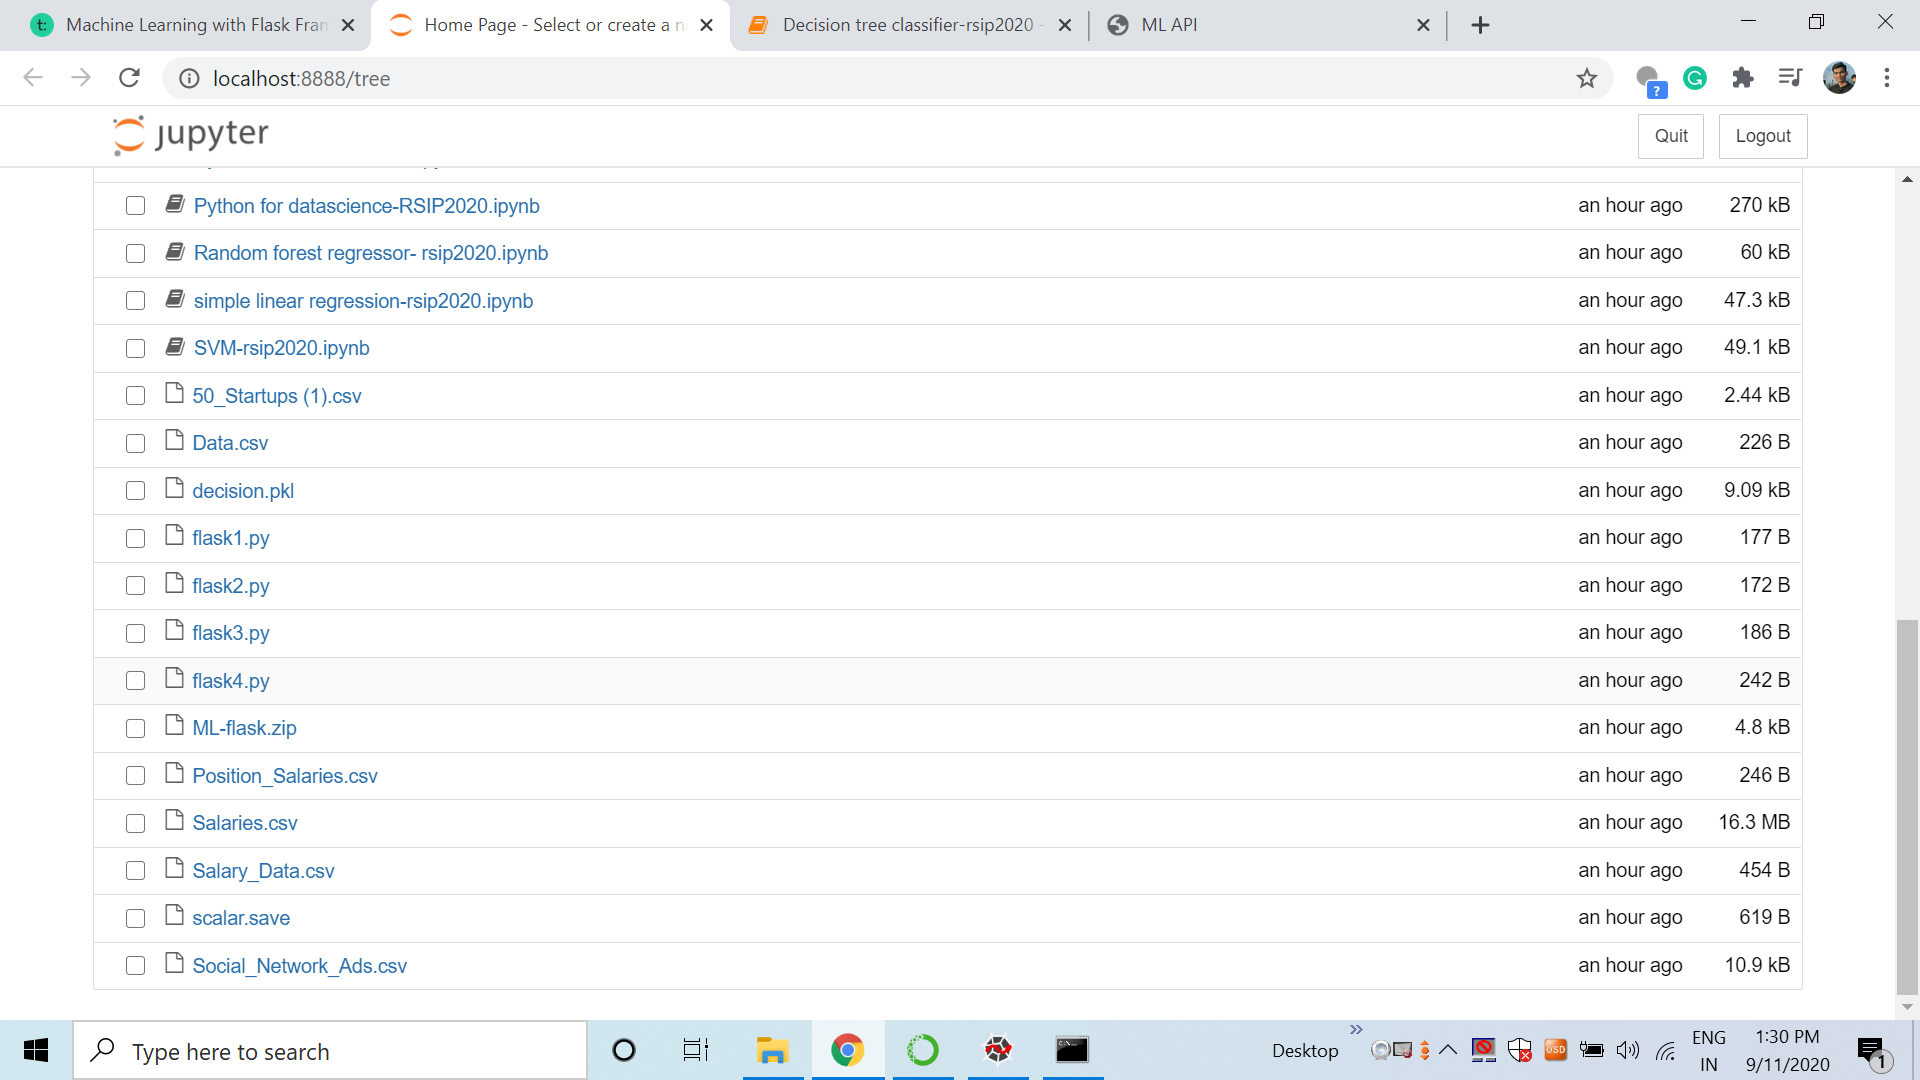 t: Machine Learning with Flask Fran
Home Page - Select or create a n
Decision tree classifier-rsip2020 -
ML API
localhost:8888/tree
?
G
jupyter
Quit
Logout
Python for datascience-RSIP2020.ipynb an hour ago 270 kB
Random forest regressor- rsip2020.ipynb an hour ago 60 kB
simple linear regression-rsip2020.ipynb an hour ago 47.3 kB
SVM-rsip2020.ipynb an hour ago 49.1 kB
50_Startups (1).csv an hour ago 2.44 kB
Data.csv an hour ago 226 B
decision.pkl an hour ago 9.09 kB
flask1.py an hour ago 177 B
flask2.py an hour ago 172 B
flask3.py an hour ago 186 B
flask4.py an hour ago 242 B
ML-flask.zip an hour ago 4.8 kB
Position_Salaries.csv an hour ago 246 B
Salaries.csv an hour ago 16.3 MB
Salary_Data.csv an hour ago 454 B
scalar.save an hour ago 619 B
Social_Network_Ads.csv an hour ago 10.9 kB
Type here to search
Desktop
»
OSD
ENG
IN
1:30 PM
9/11/2020
1